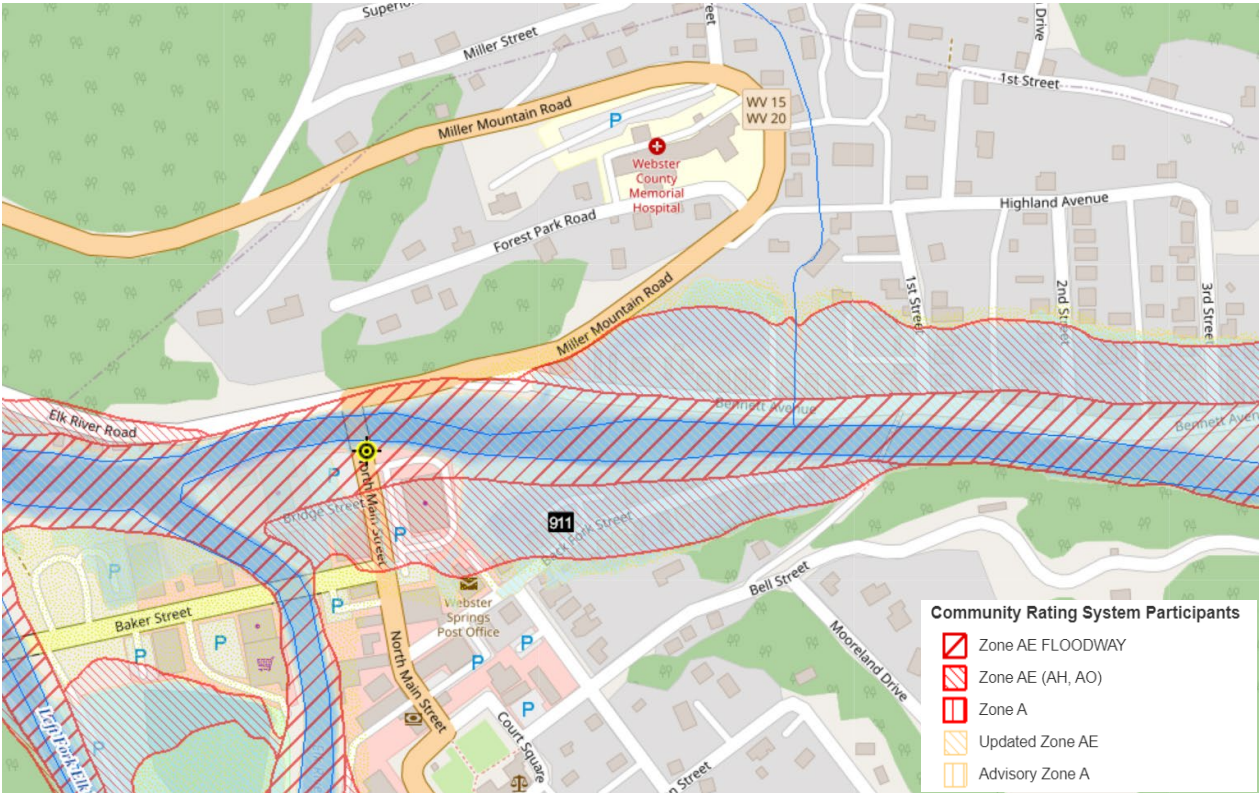 Superio
Miller Street
reet
n Drive
1st Street
Miller Mountain Road
WV 15
WV 20
P
Webster
County
Memorial
Hospital
Highland Avenue
Forest Park Road
1st Street
2nd Street
3rd Street
Miller Mountain Road
Elk River Road
Bennett Avenue
Bennett Aven
P
North Main Street
Bridge Street
P
911
Back Fork Street
P
Webster
Springs
Post Office
P
Bell Street
Baker Street
P
P
P
P
P
North Main Street
Mooreland Drive
Left Fork Elk
P
Court Square
n Street
Community Rating System Participants
Zone AE FLOODWAY
Zone AE (AH, AO)
Zone A
Updated Zone AE
Advisory Zone A